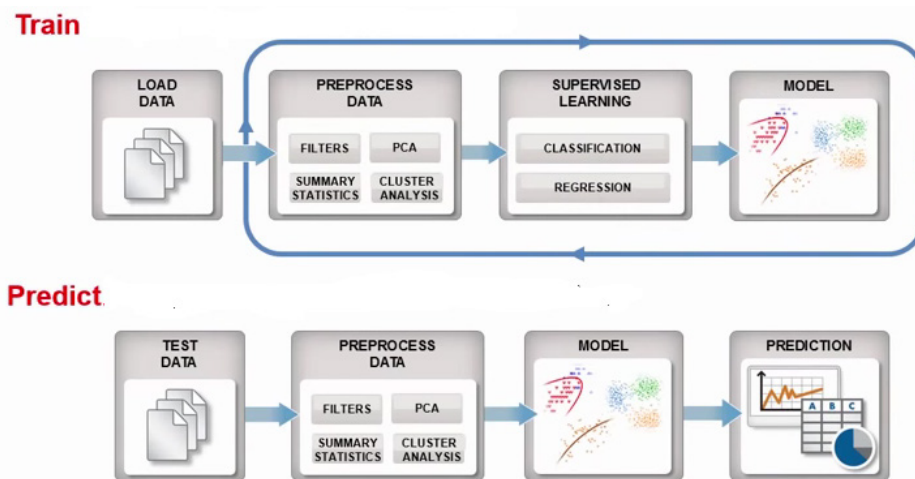 Train
LOAD
DATA
PREPROCESS
DATA
FILTERS
PCA
SUMMARY
STATISTICS
CLUSTER
ANALYSIS
SUPERVISED
LEARNING
CLASSIFICATION
REGRESSION
MODEL
Predict
TEST
DATA
PREPROCESS
DATA
FILTERS
PCA
SUMMARY
STATISTICS
CLUSTER
ANALYSIS
MODEL
PREDICTION
A B C